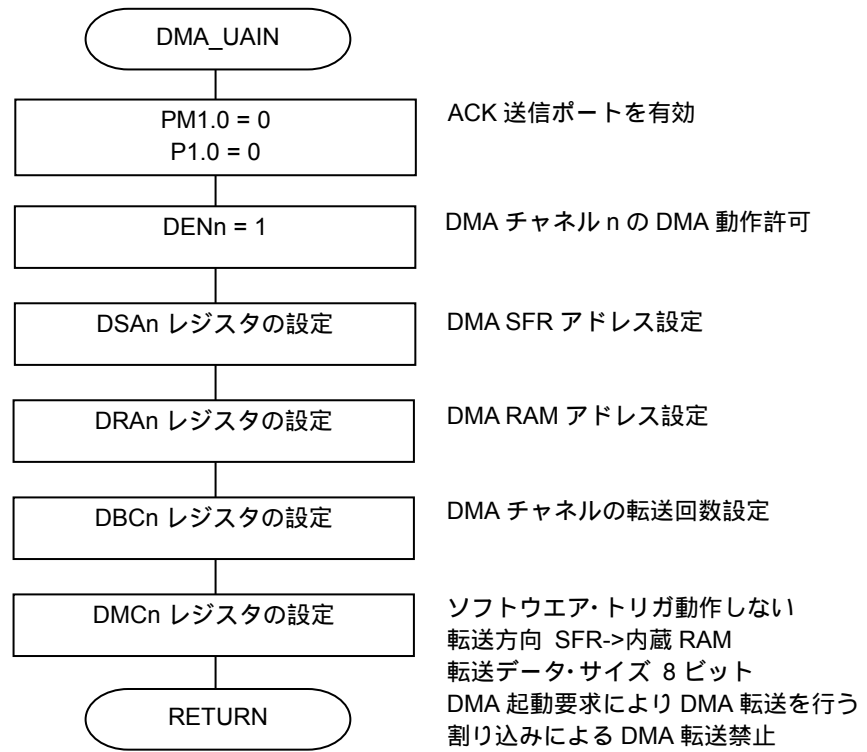 DMA_UAIN
PM1.0 = 0
P1.0 = 0
ACK 送信ポートを有効
DENn = 1
DMA チャネル n の DMA 動作許可
DSAn レジスタの設定
DMA SFR アドレス設定
DRAn レジスタの設定
DMA RAM アドレス設定
DBCn レジスタの設定
DMA チャネルの転送回数設定
DMCn レジスタの設定
ソフトウエア・トリガ動作しない
転送方向 SFR->内蔵 RAM
転送データ・サイズ 8 ビット
DMA 起動要求により DMA 転送を行う
割り込みによる DMA 転送禁止
RETURN